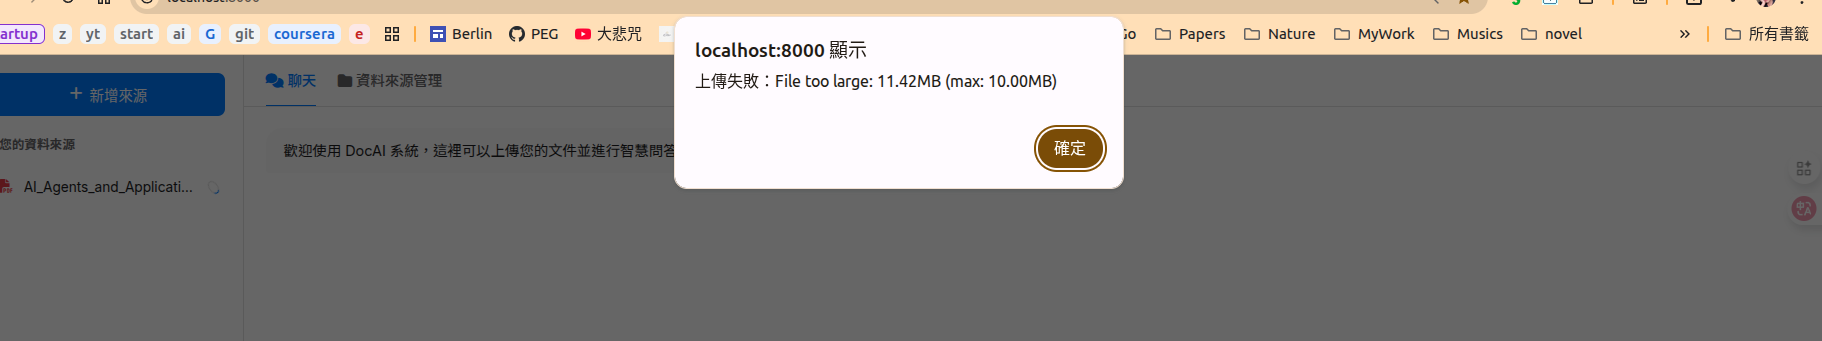 artup z yt start ai G git coursera e Berlin PEG 大悲咒 Go Papers Nature MyWork Musics novel » 所有書籤
localhost:8000 顯示
上傳失敗：File too large: 11.42MB (max: 10.00MB)
確定
+ 新增來源
聊天 資料來源管理
您的資料來源
AI_Agents_and_Applicati...
歡迎使用 DocAI 系統，這裡可以上傳您的文件並進行智慧問答